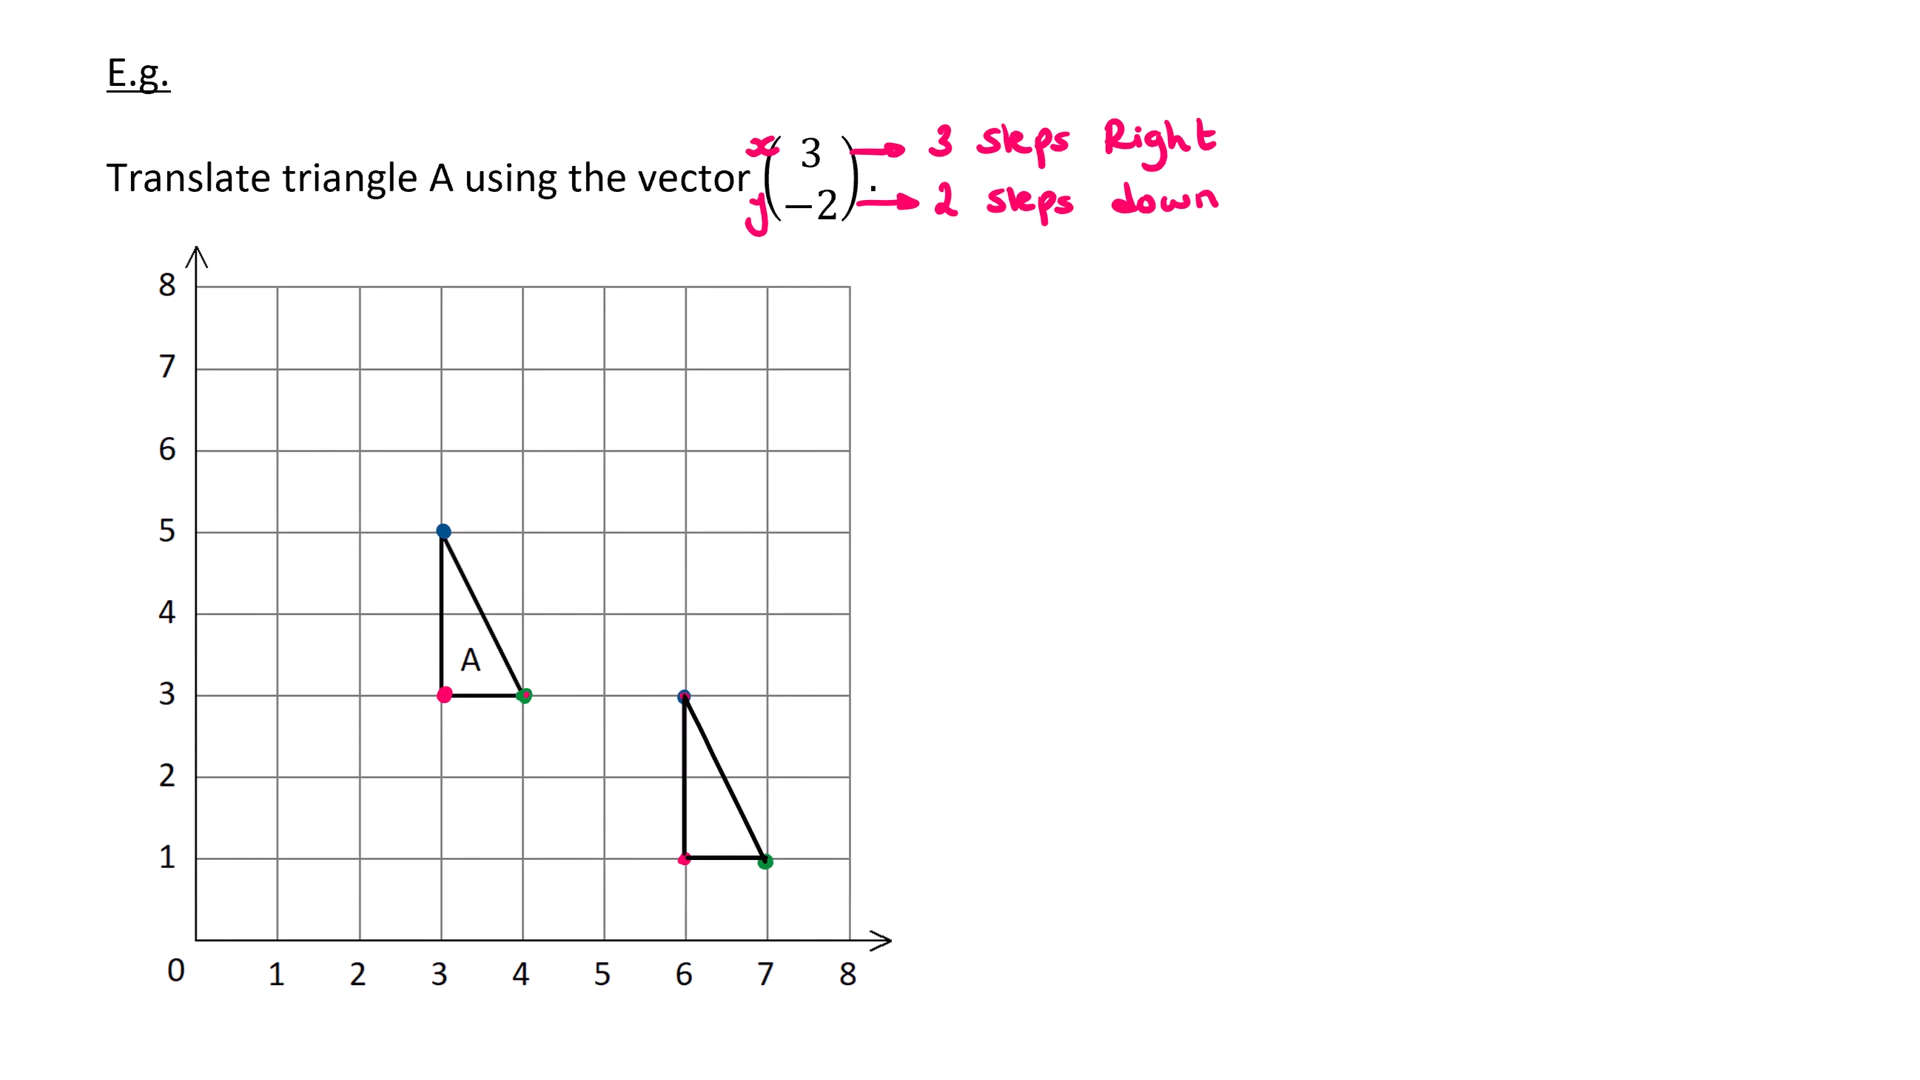 E.g.
x 3 → 3 steps Right
Translate triangle A using the vector ( ).
y −2 → 2 steps down
8
7
6
5
4
A
3
2
1
0 1 2 3 4 5 6 7 8